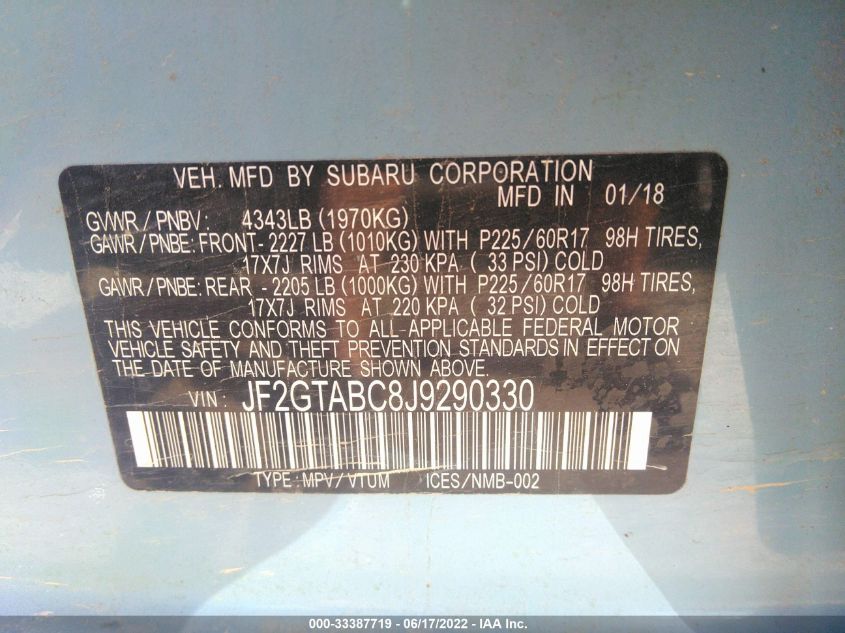 VEH. MFD BY SUBARU CORPORATION
MFD IN 01/18
GVWR / PNBV: 4343LB (1970KG)
GAWR / PNBE: FRONT- 2227 LB (1010KG) WITH P225/60R17 98H TIRES,
17X7J RIMS AT 230 KPA ( 33 PSI) COLD
GAWR / PNBE: REAR - 2205 LB (1000KG) WITH P225/60R17 98H TIRES,
17X7J RIMS AT 220 KPA ( 32 PSI) COLD
THIS VEHICLE CONFORMS TO ALL APPLICABLE FEDERAL MOTOR
VEHICLE SAFETY AND THEFT PREVENTION STANDARDS IN EFFECT ON
THE DATE OF MANUFACTURE SHOWN ABOVE.
VIN: JF2GTABC8J9290330
TYPE: MPV/VTUM ICES/NMB-002
000-33387719 - 06/17/2022 - IAA Inc.